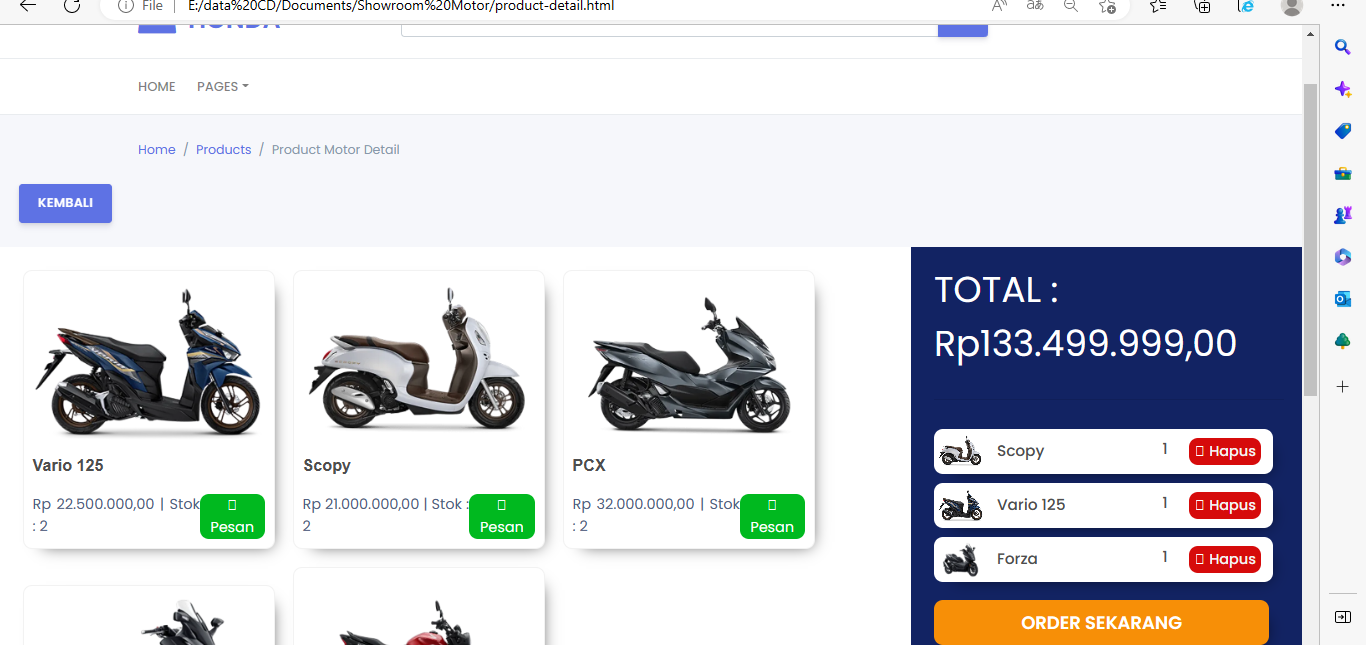 File
E:/data%20CD/Documents/Showroom%20Motor/product-detail.html
HONDA
HOME PAGES
Home / Products / Product Motor Detail
KEMBALI
Vario 125
Rp 22.500.000,00 | Stok
: 2
Pesan
Scopy
Rp 21.000.000,00 | Stok :
2
Pesan
PCX
Rp 32.000.000,00 | Stok
: 2
Pesan
TOTAL :
Rp133.499.999,00
Scopy 1 Hapus
Vario 125 1 Hapus
Forza 1 Hapus
ORDER SEKARANG